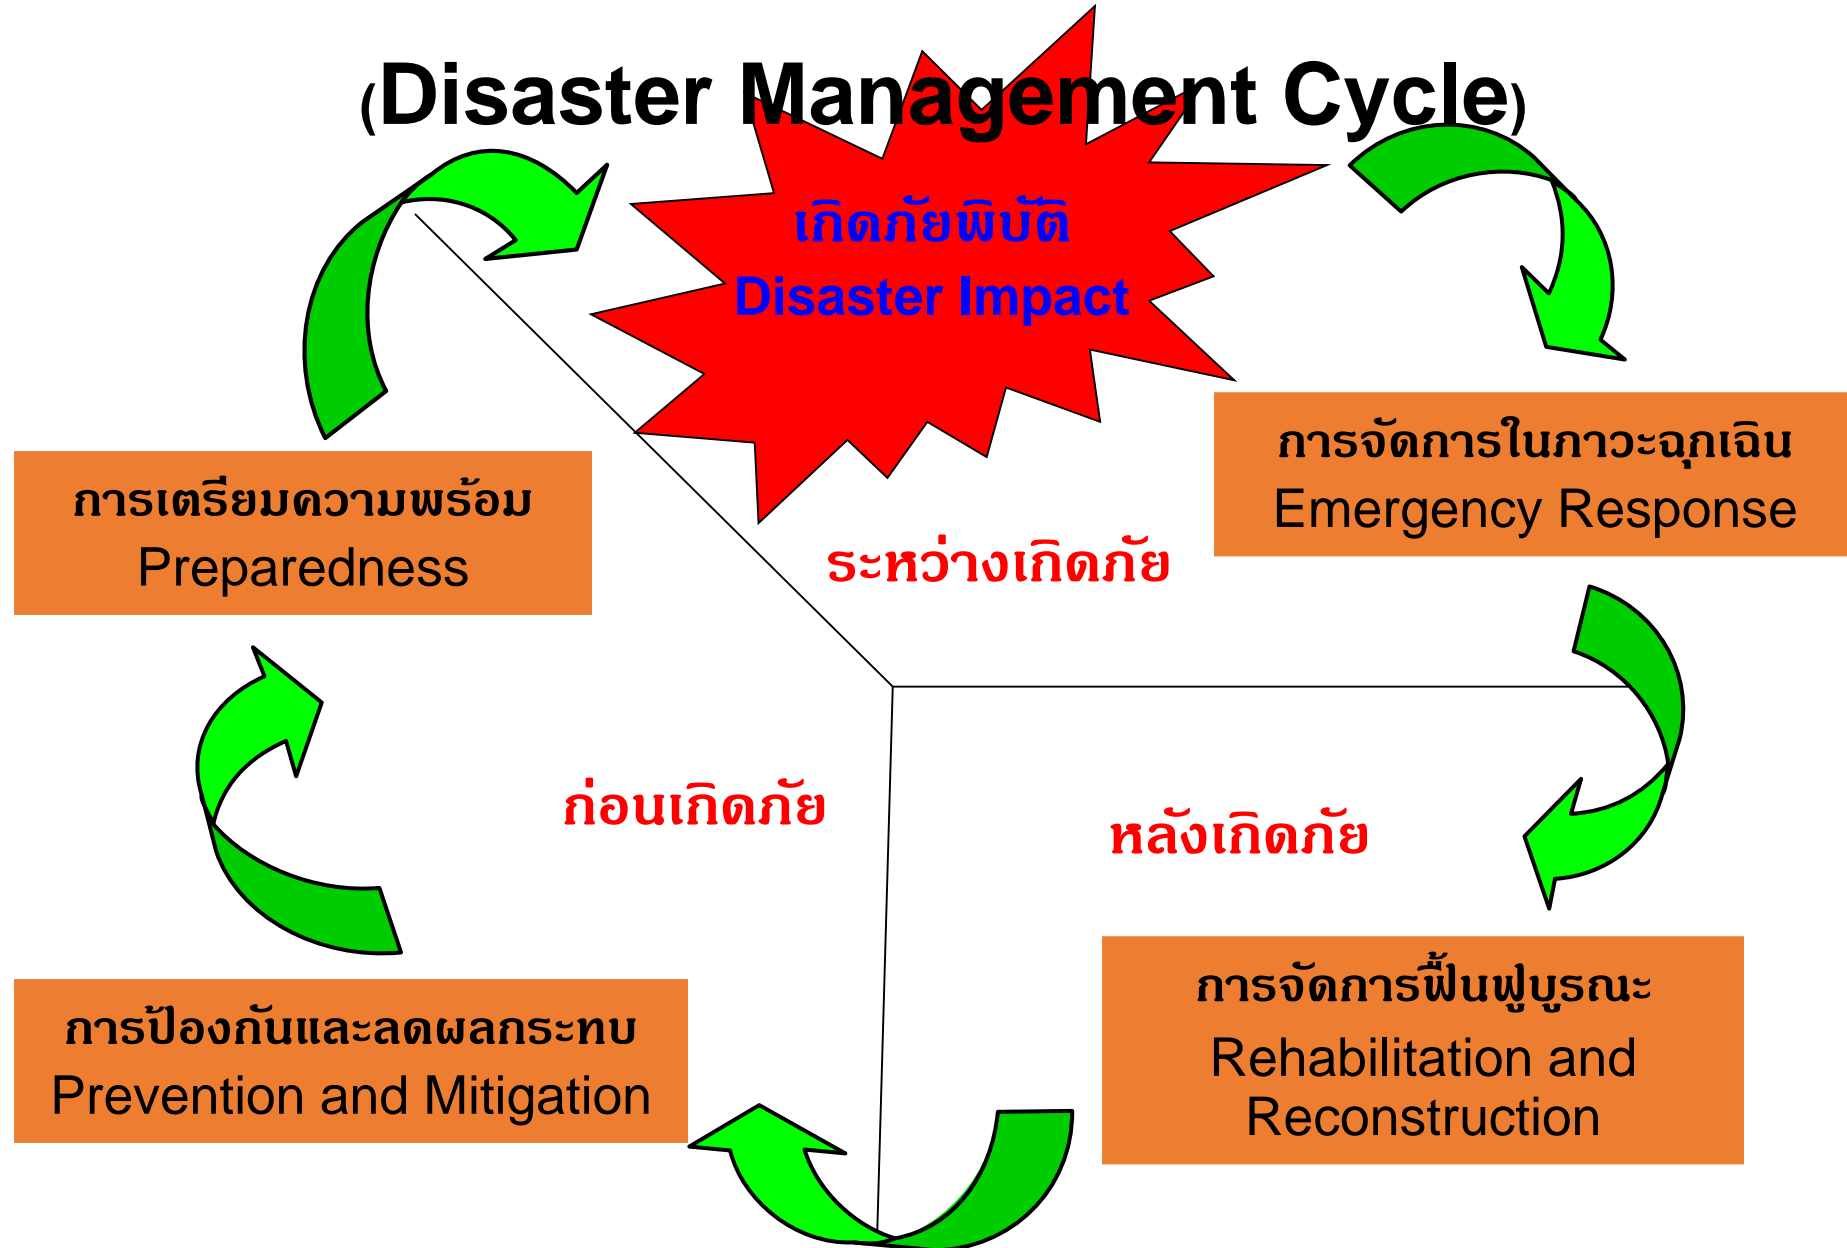 (Disaster Management Cycle)
เกิดภัยพิบัติ
Disaster Impact
การจัดการในภาวะฉุกเฉิน
Emergency Response
การเตรียมความพร้อม
Preparedness
ระหว่างเกิดภัย
ก่อนเกิดภัย
หลังเกิดภัย
การจัดการฟื้นฟูบูรณะ
Rehabilitation and
Reconstruction
การป้องกันและลดผลกระทบ
Prevention and Mitigation